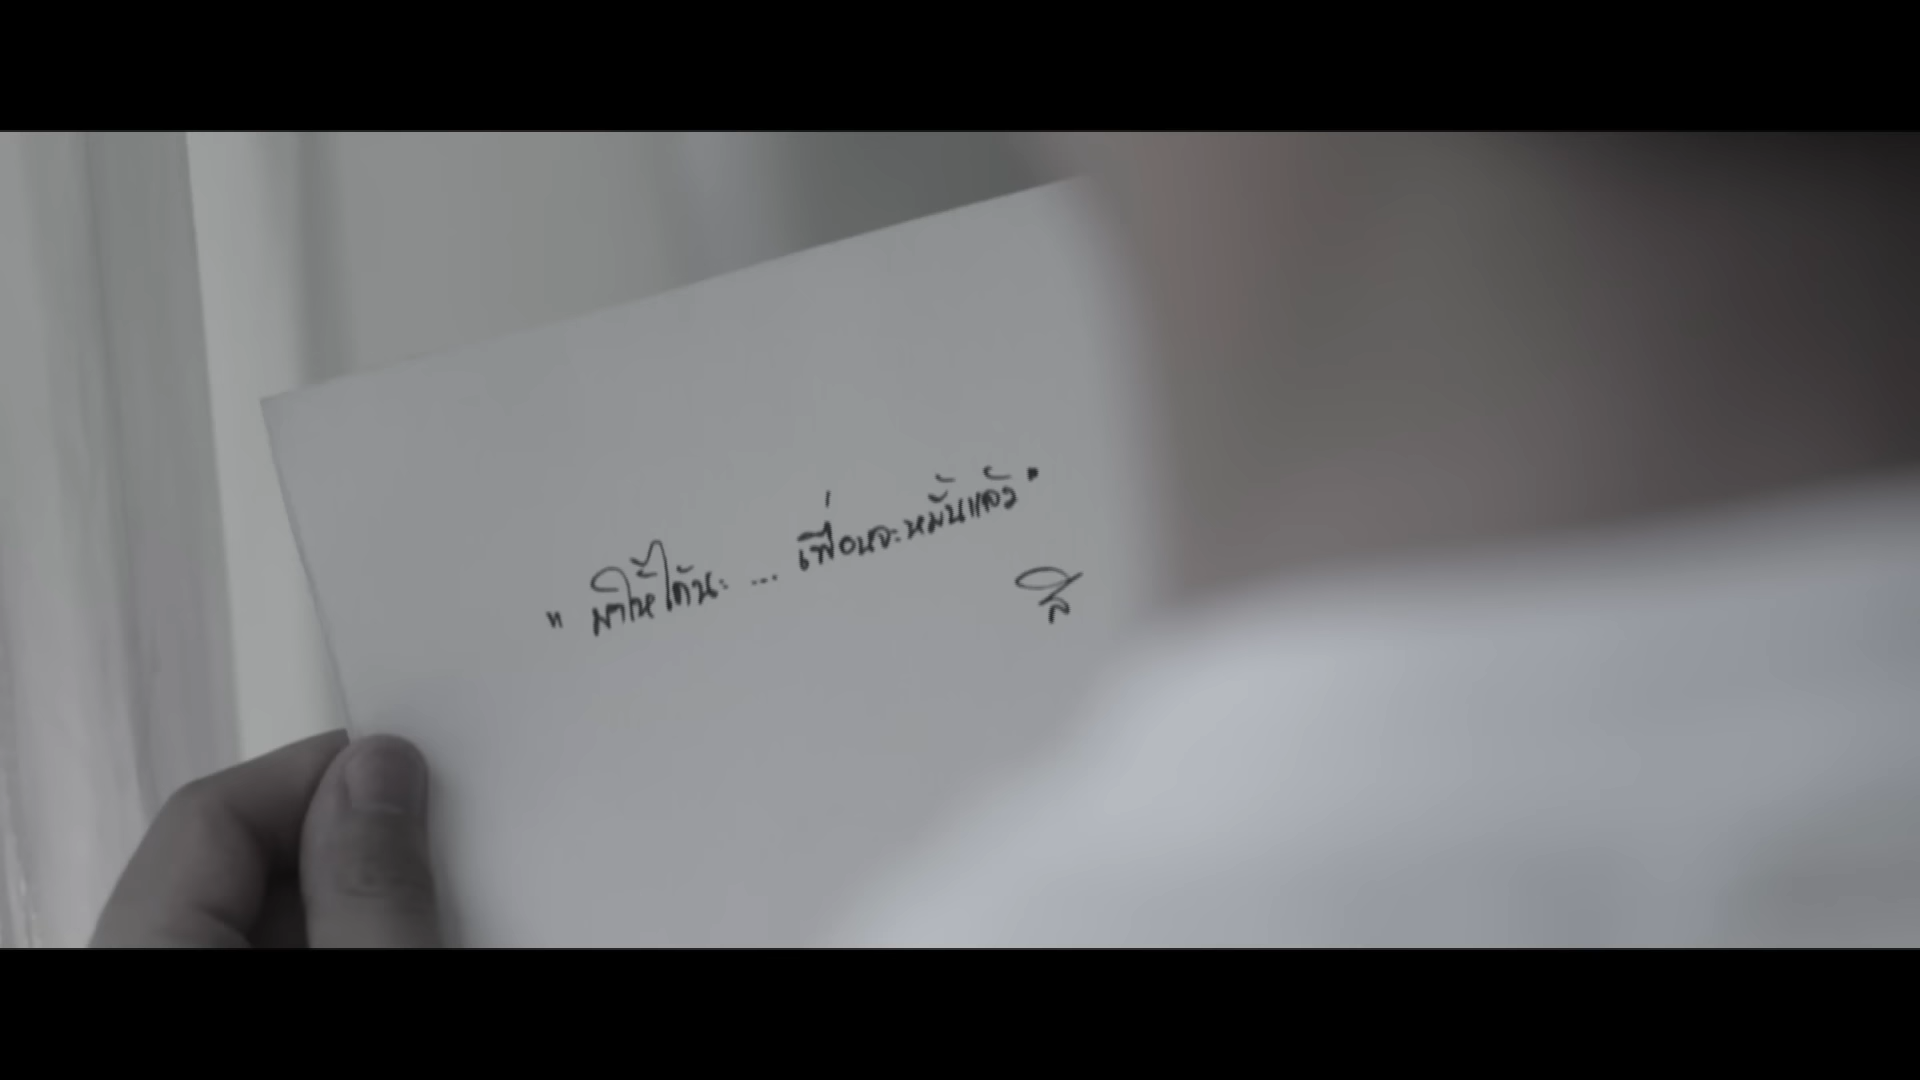 " มาให้ได้นะ ... เพื่อนจะหมั้นแล้ว "